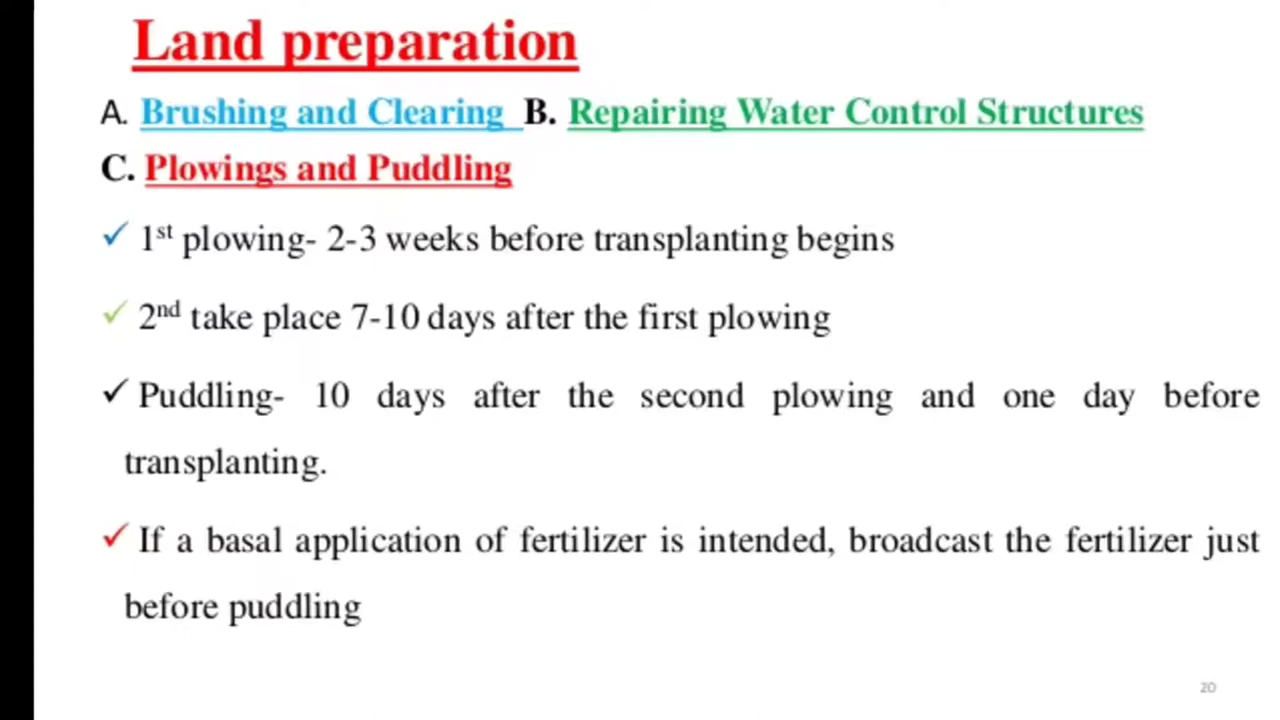 Land preparation
A. Brushing and Clearing B. Repairing Water Control Structures
C. Plowings and Puddling
✓ 1st plowing- 2-3 weeks before transplanting begins
✓ 2nd take place 7-10 days after the first plowing
✓ Puddling- 10 days after the second plowing and one day before
transplanting.
✓ If a basal application of fertilizer is intended, broadcast the fertilizer just
before puddling
20